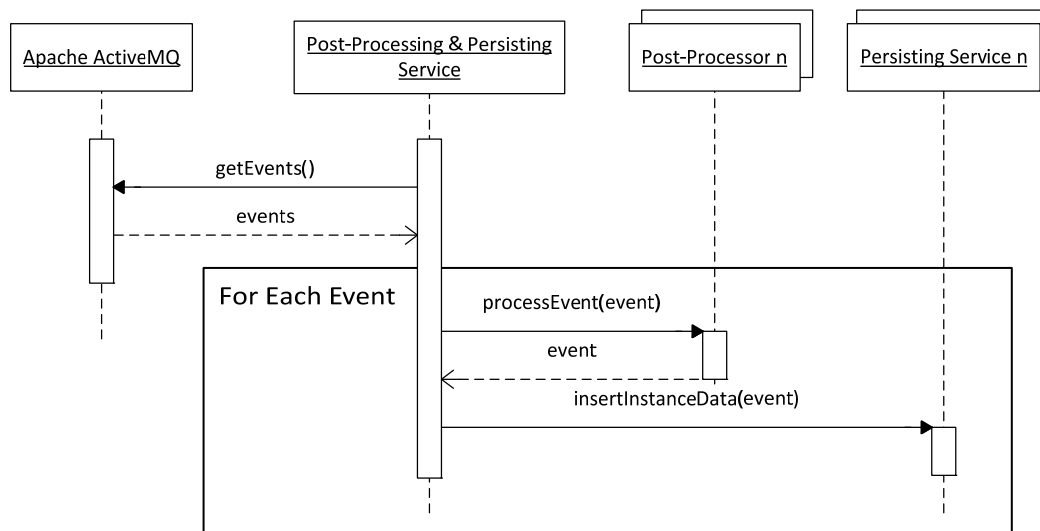 Apache ActiveMQ
Post-Processing & Persisting
Service
Post-Processor n
Persisting Service n
getEvents()
events
For Each Event
processEvent(event)
event
insertInstanceData(event)